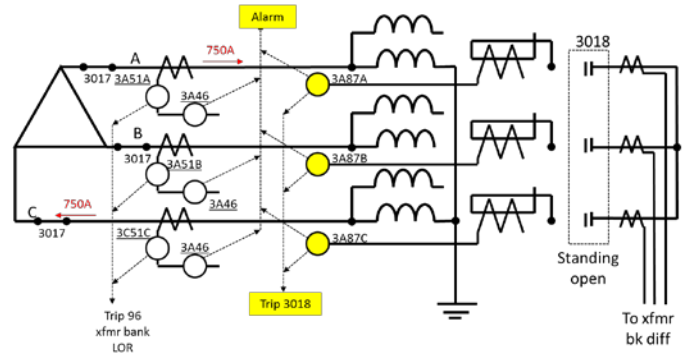 Alarm
3018
A
750A
3017
3A51A
3A46
3A87A
B
3017
3A51B
3A46
3A87B
C
750A
3017
3C51C
3A46
3A87C
Standing
open
Trip 96
xfmr bank
LOR
Trip 3018
To xfmr
bk diff